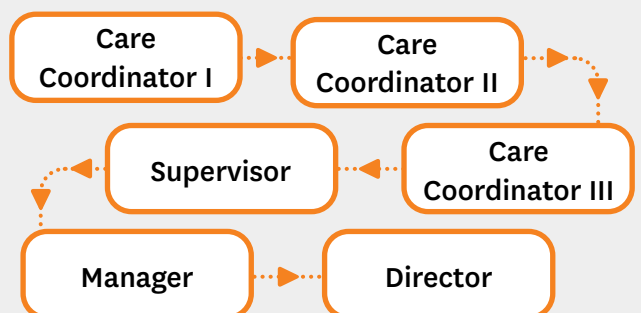 Care
Coordinator I
Care
Coordinator II
Care
Coordinator III
Supervisor
Manager
Director